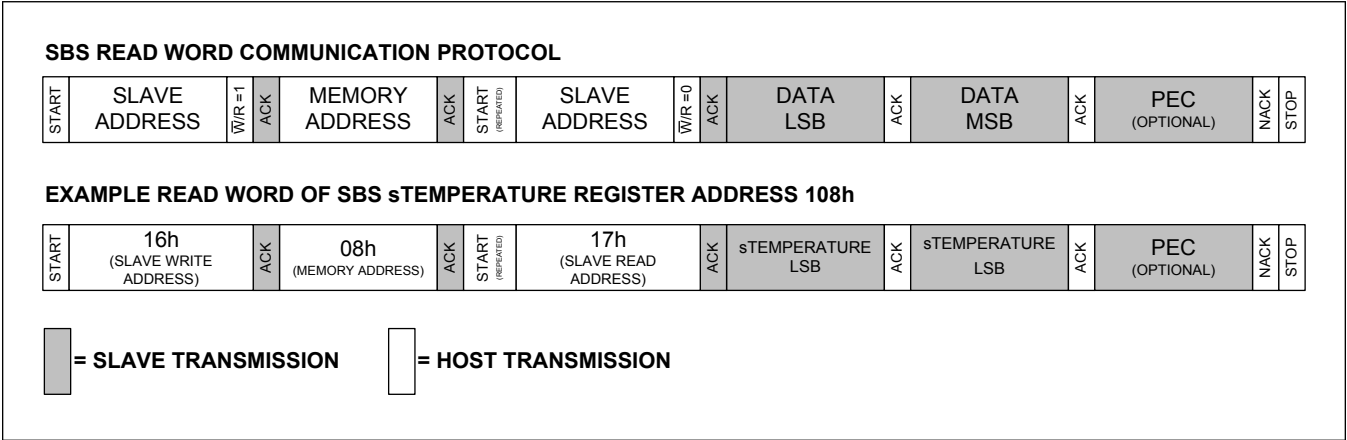 SBS READ WORD COMMUNICATION PROTOCOL
START
SLAVE
ADDRESS
W̅/R =1
ACK
MEMORY
ADDRESS
ACK
START
(REPEATED)
SLAVE
ADDRESS
W̅/R =0
ACK
DATA
LSB
ACK
DATA
MSB
ACK
PEC
(OPTIONAL)
NACK
STOP
EXAMPLE READ WORD OF SBS sTEMPERATURE REGISTER ADDRESS 108h
START
16h
(SLAVE WRITE
ADDRESS)
ACK
08h
(MEMORY ADDRESS)
ACK
START
(REPEATED)
17h
(SLAVE READ
ADDRESS)
ACK
sTEMPERATURE
LSB
ACK
sTEMPERATURE
LSB
ACK
PEC
(OPTIONAL)
NACK
STOP
= SLAVE TRANSMISSION
= HOST TRANSMISSION